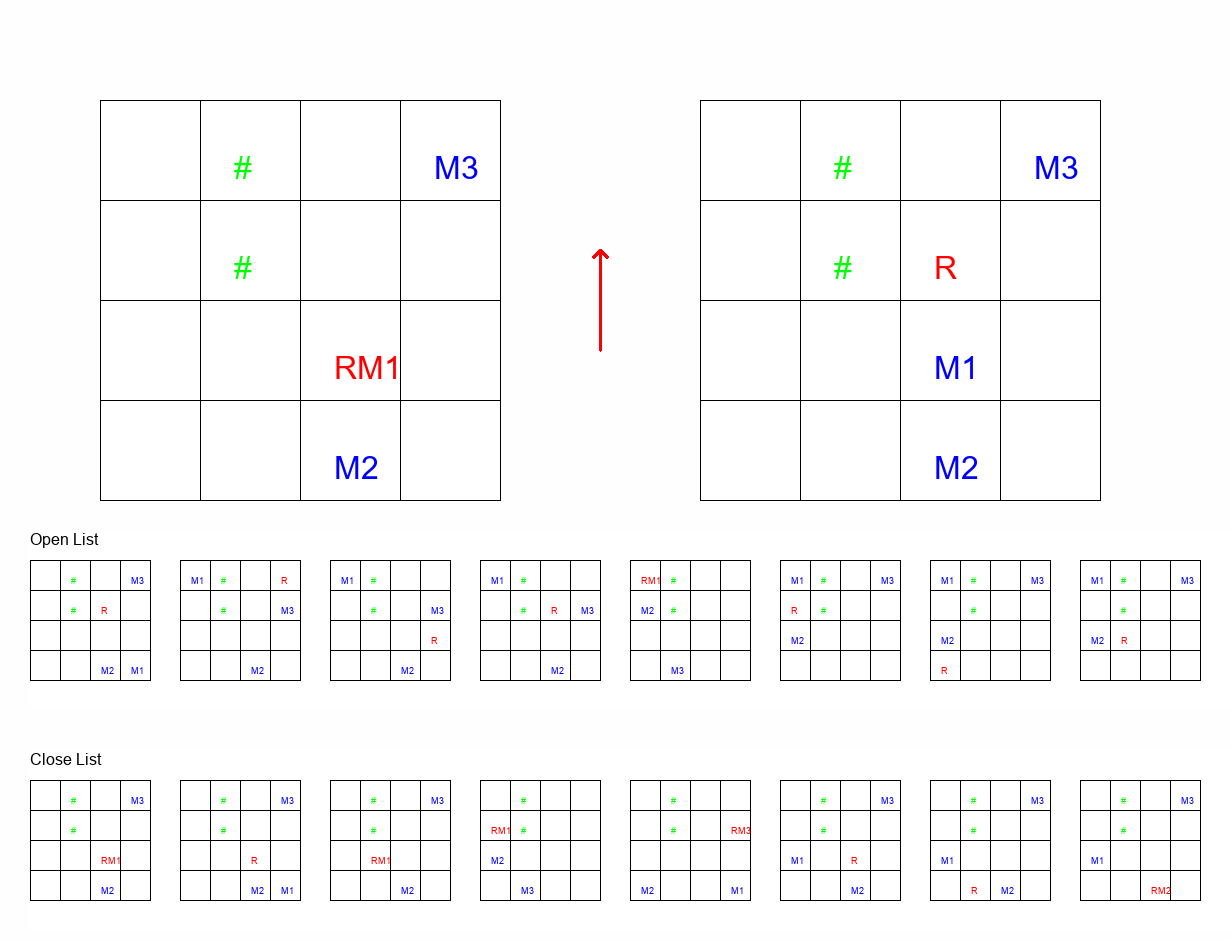 # M3 # M3
# # R
RM1 M1
M2 M2
Open List
# M3 M1 # R M1 # M1 # RM1 # M1 # M3 M1 # M3 M1 # M3
# R # M3 # M3 # R M3 M2 # R # # #
R M2 M2 M2 R
M2 M1 M2 M2 M2 M3 R
Close List
# M3 # M3 # M3 # # # M3 # M3 # M3
# # # RM1 # # RM3 # # #
RM1 R RM1 M2 M1 R M1 M1
M2 M2 M1 M2 M3 M2 M1 M2 R M2 RM2